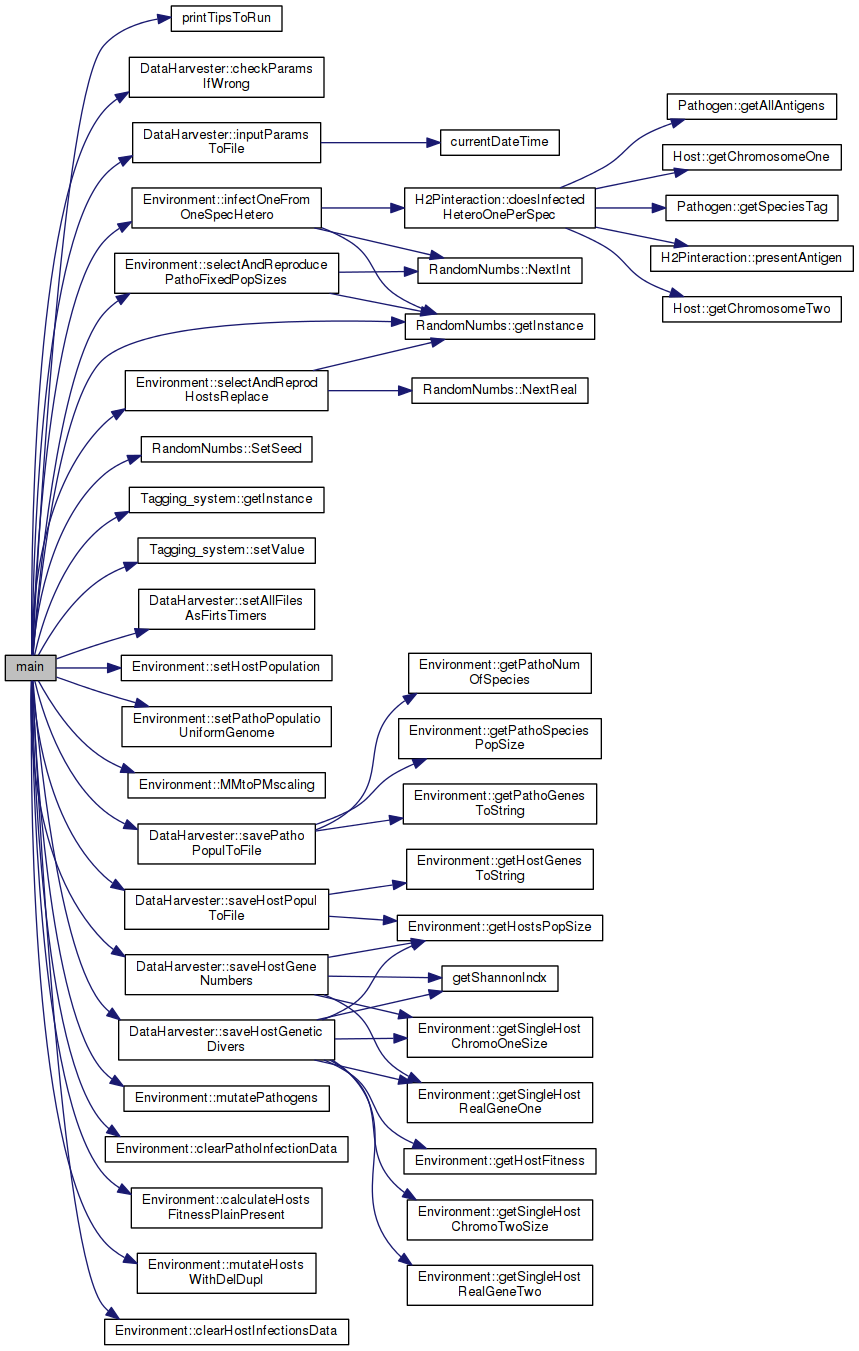 printTipsToRun
DataHarvester::checkParams
IfWrong
DataHarvester::inputParams
ToFile
currentDateTime
Environment::infectOneFrom
OneSpecHetero
H2Pinteraction::doesInfected
HeteroOnePerSpec
Pathogen::getAllAntigens
Host::getChromosomeOne
Pathogen::getSpeciesTag
H2Pinteraction::presentAntigen
Host::getChromosomeTwo
Environment::selectAndReproduce
PathoFixedPopSizes
RandomNumbs::NextInt
RandomNumbs::getInstance
Environment::selectAndReprod
HostsReplace
RandomNumbs::NextReal
RandomNumbs::SetSeed
Tagging_system::getInstance
Tagging_system::setValue
DataHarvester::setAllFiles
AsFirtsTimers
main
Environment::setHostPopulation
Environment::setPathoPopulatio
UniformGenome
Environment::MMtoPMscaling
DataHarvester::savePatho
PopulToFile
Environment::getPathoNum
OfSpecies
Environment::getPathoSpecies
PopSize
Environment::getPathoGenes
ToString
DataHarvester::saveHostPopul
ToFile
Environment::getHostGenes
ToString
Environment::getHostsPopSize
DataHarvester::saveHostGene
Numbers
getShannonIndx
DataHarvester::saveHostGenetic
Divers
Environment::getSingleHost
ChromoOneSize
Environment::getSingleHost
RealGeneOne
Environment::getHostFitness
Environment::getSingleHost
ChromoTwoSize
Environment::getSingleHost
RealGeneTwo
Environment::mutatePathogens
Environment::clearPathoInfectionData
Environment::calculateHosts
FitnessPlainPresent
Environment::mutateHosts
WithDelDupl
Environment::clearHostInfectionsData